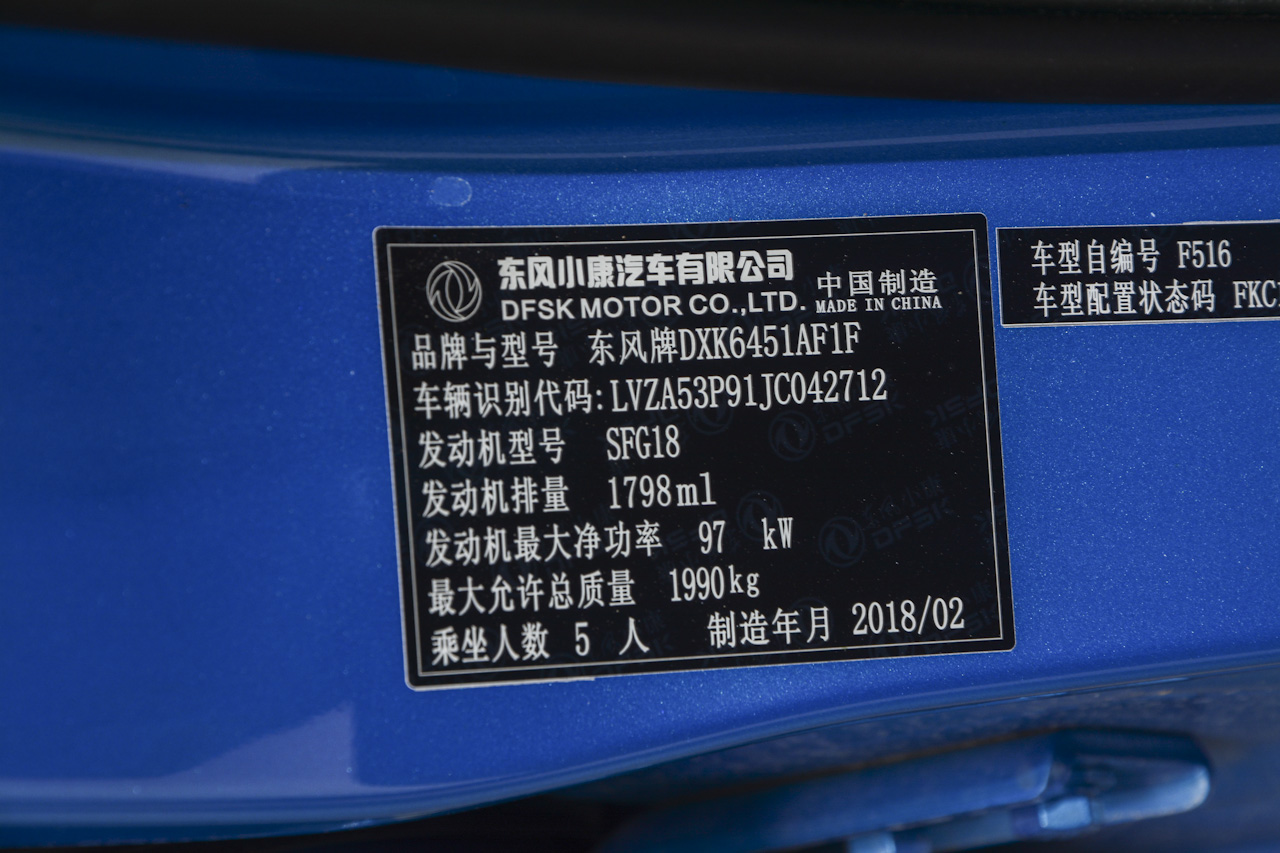 东风小康汽车有限公司
中国制造
DFSK MOTOR CO.,LTD.
MADE IN CHINA
品牌与型号 东风牌DXK6451AF1F
车辆识别代码:LVZA53P91JC042712
发动机型号 SFG18
发动机排量 1798ml
发动机最大净功率 97 kW
最大允许总质量 1990kg
乘坐人数 5 人 制造年月 2018/02
车型自编号 F516
车型配置状态码 FKC